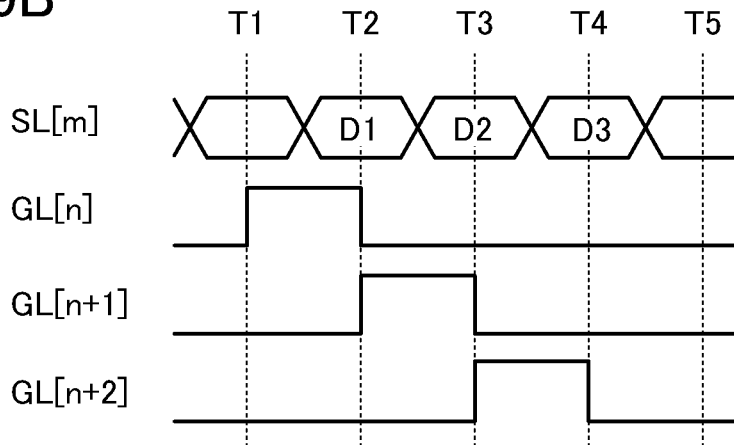 9B
T1 T2 T3 T4 T5
SL[m] D1 D2 D3
GL[n]
GL[n+1]
GL[n+2]